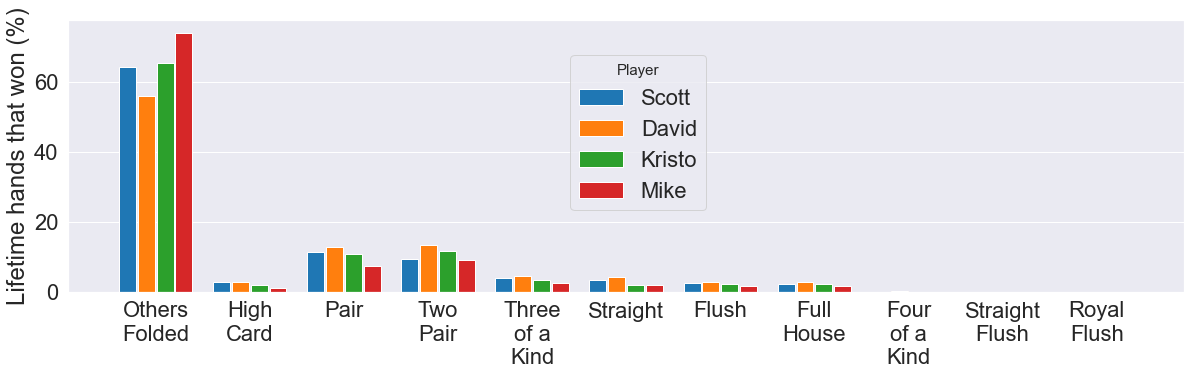 Lifetime hands that won (%)
60
40
20
0
Player
Scott
David
Kristo
Mike
Others
Folded
High
Card
Pair
Two
Pair
Three
of a
Kind
Straight
Flush
Full
House
Four
of a
Kind
Straight
Flush
Royal
Flush